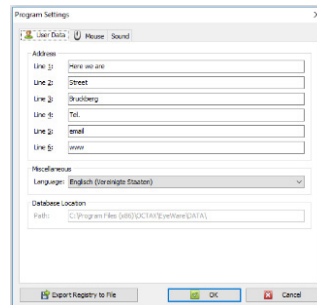 Program Settings
User Data Mouse Sound
Address
Line 1: Here we are
Line 2: Street
Line 3: Bruckberg
Line 4: Tel.
Line 5: email
Line 6: www
Miscellaneous
Language: Englisch (Vereinigte Staaten)
Database Location
Path: C:\Program Files (x86)\OCTAX\EyeWare\DATA\
Export Registry to File OK Cancel